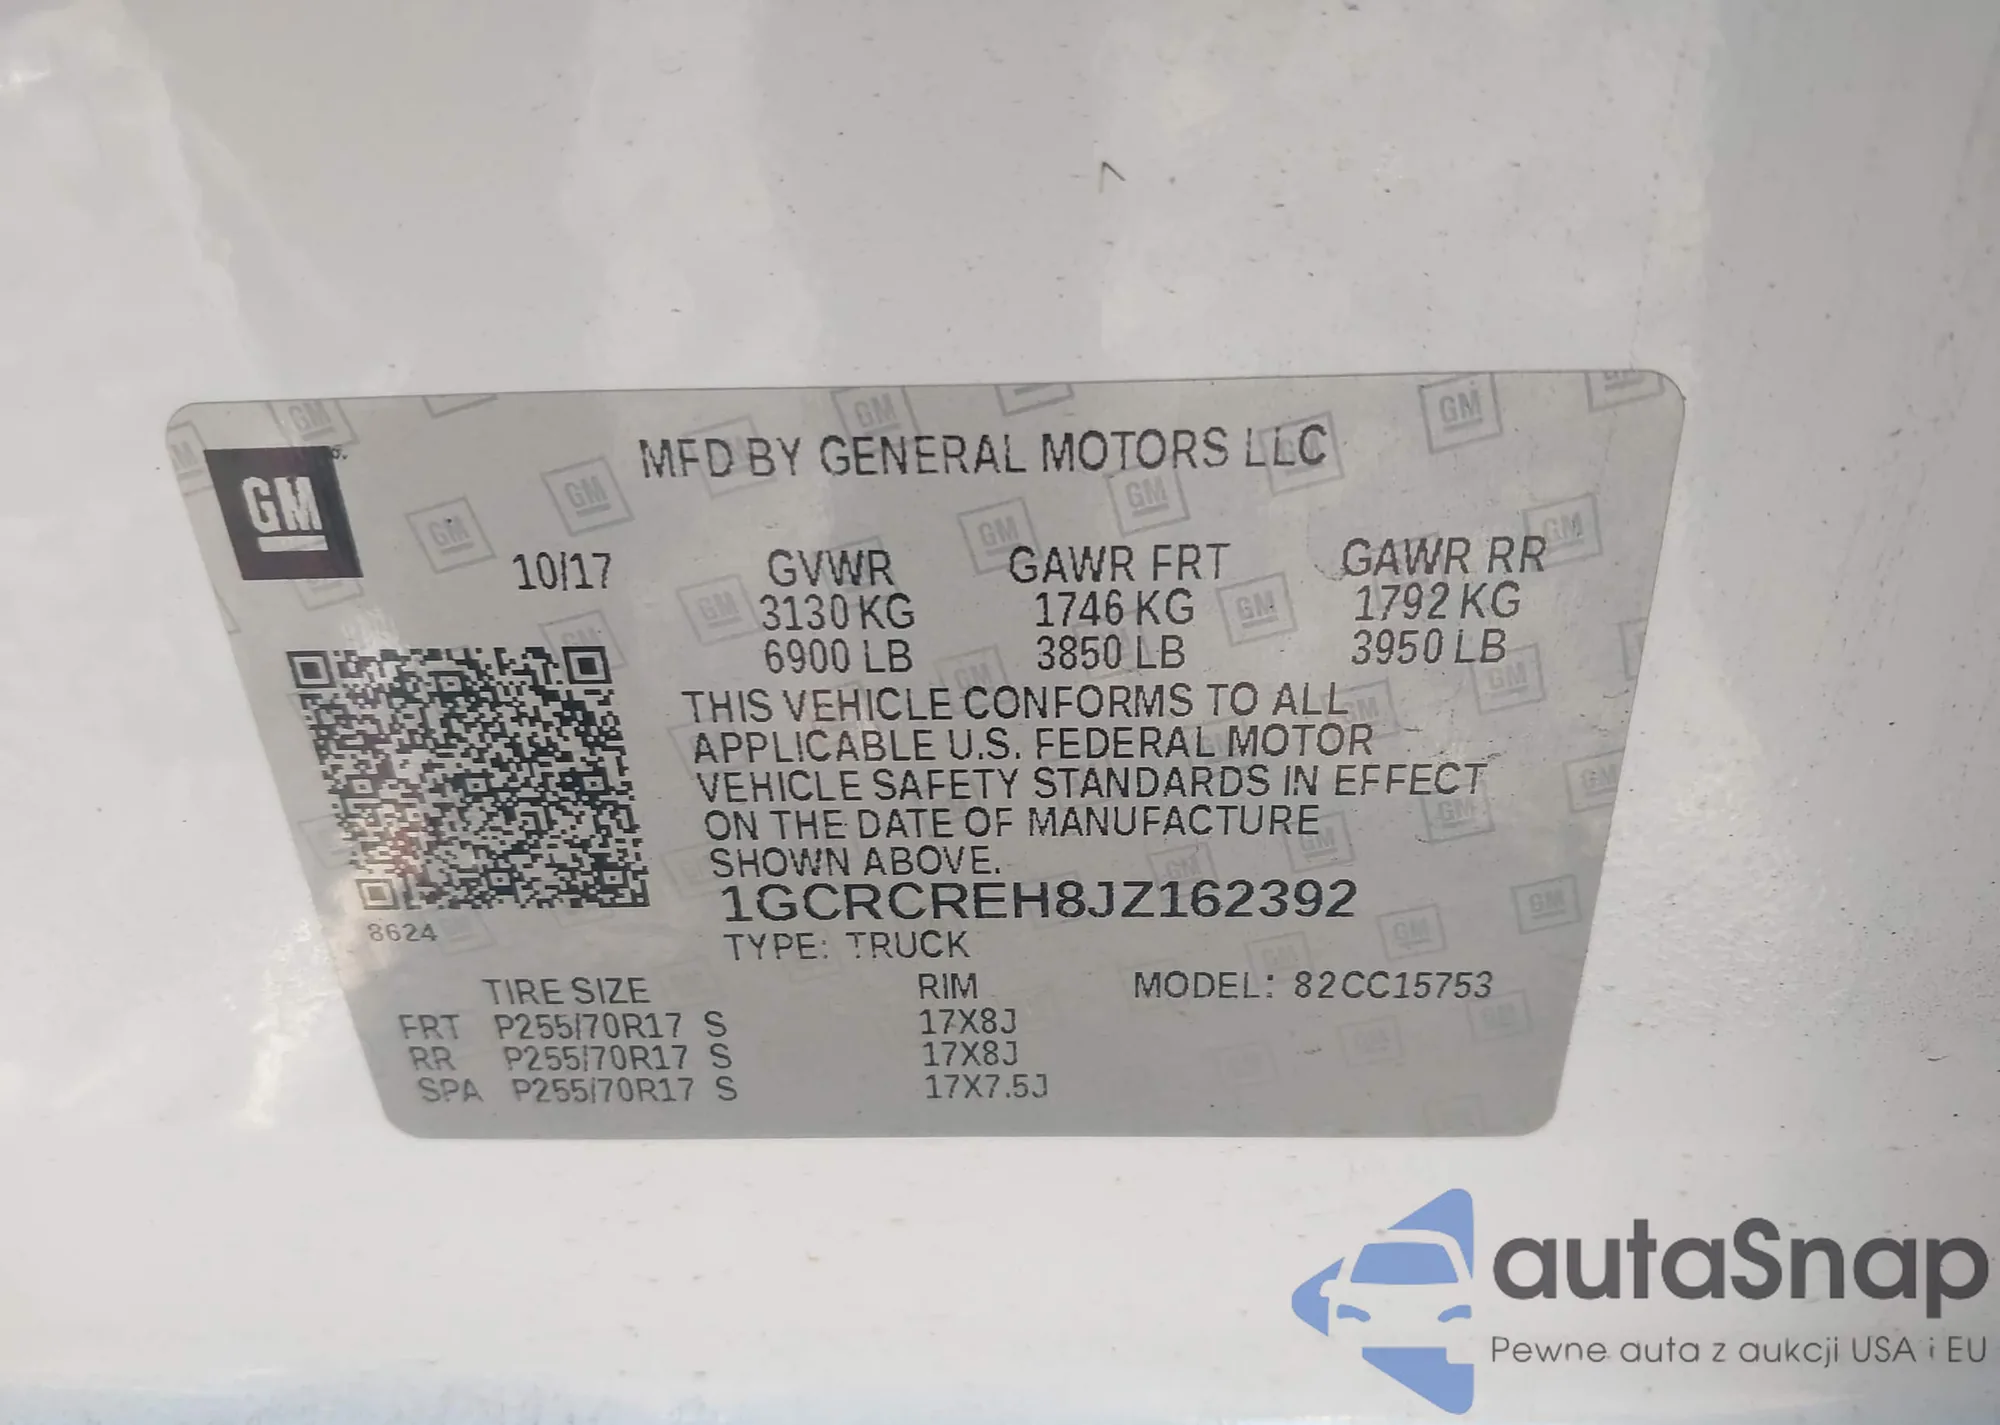 MFD BY GENERAL MOTORS LLC
GM
10/17 GVWR GAWR FRT GAWR RR
3130 KG 1746 KG 1792 KG
6900 LB 3850 LB 3950 LB
THIS VEHICLE CONFORMS TO ALL
APPLICABLE U.S. FEDERAL MOTOR
VEHICLE SAFETY STANDARDS IN EFFECT
ON THE DATE OF MANUFACTURE
SHOWN ABOVE.
1GCRCREH8JZ162392
8624
TYPE: TRUCK
TIRE SIZE RIM MODEL: 82CC15753
FRT P255/70R17 S 17X8J
RR P255/70R17 S 17X8J
SPA P255/70R17 S 17X7.5J
autaSnap
Pewne auta z aukcji USA i EU